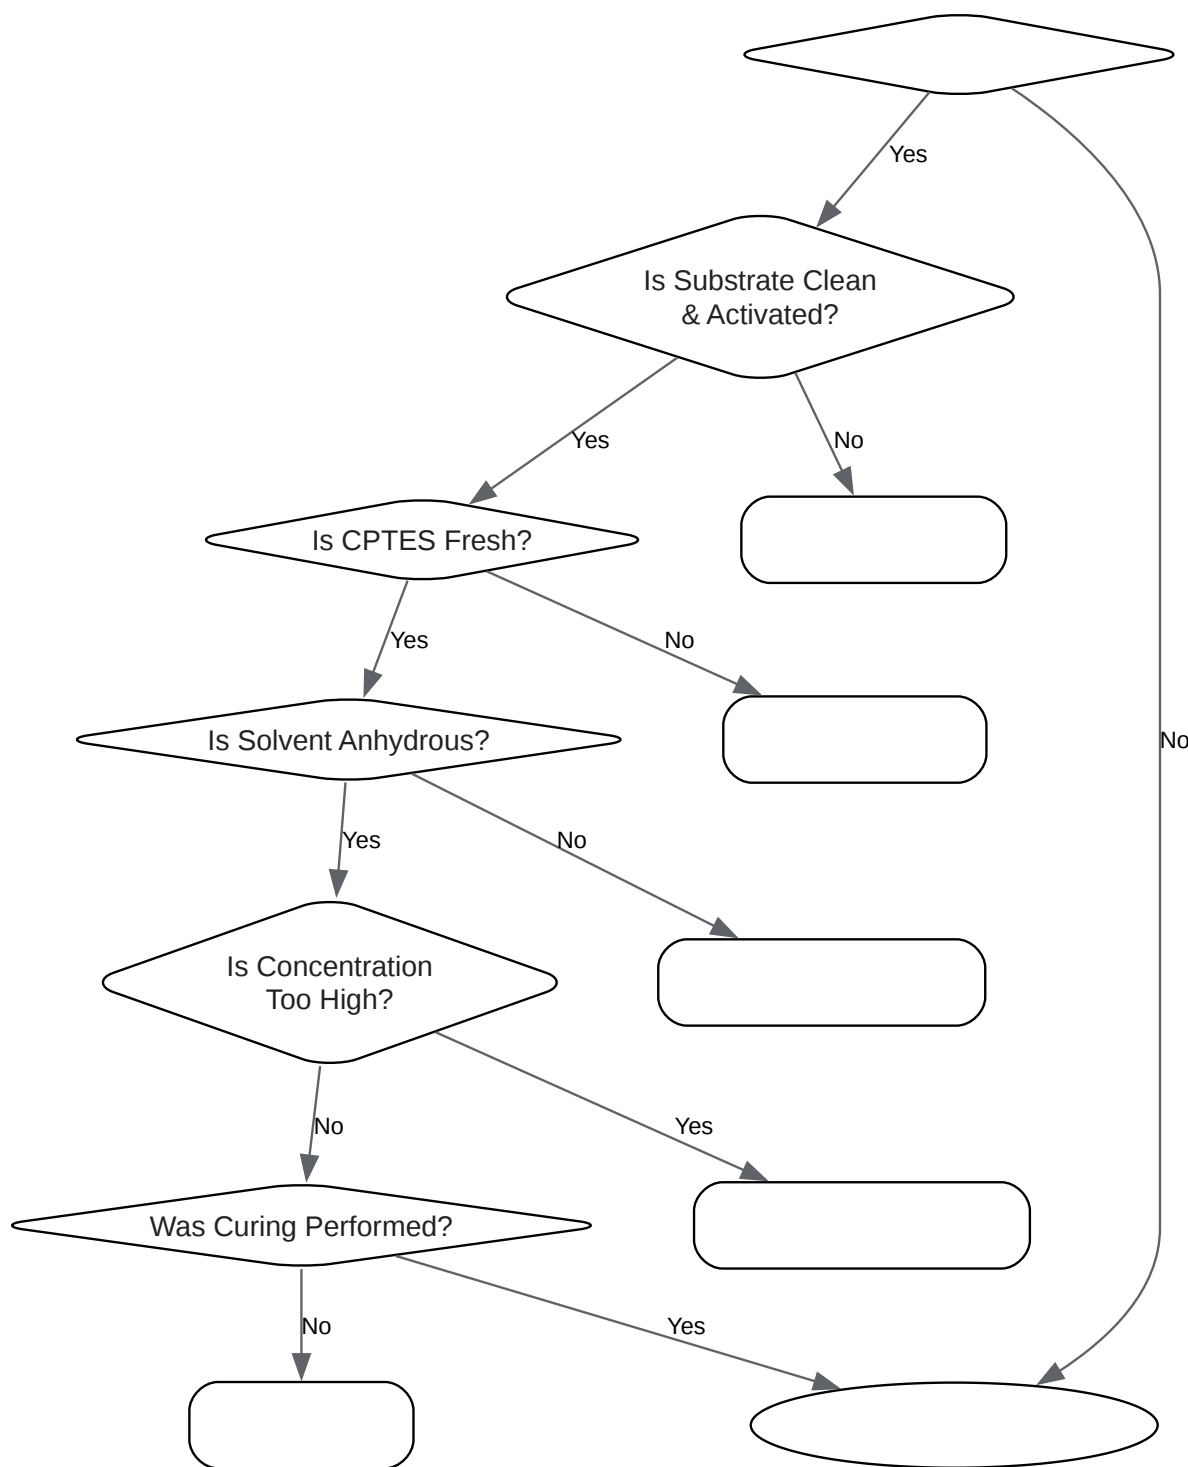 Yes
Is Substrate Clean
& Activated?
Yes
No
Is CPTES Fresh?
Yes
No
Is Solvent Anhydrous?
No
Yes
No
Is Concentration
Too High?
No
Yes
Was Curing Performed?
No
Yes